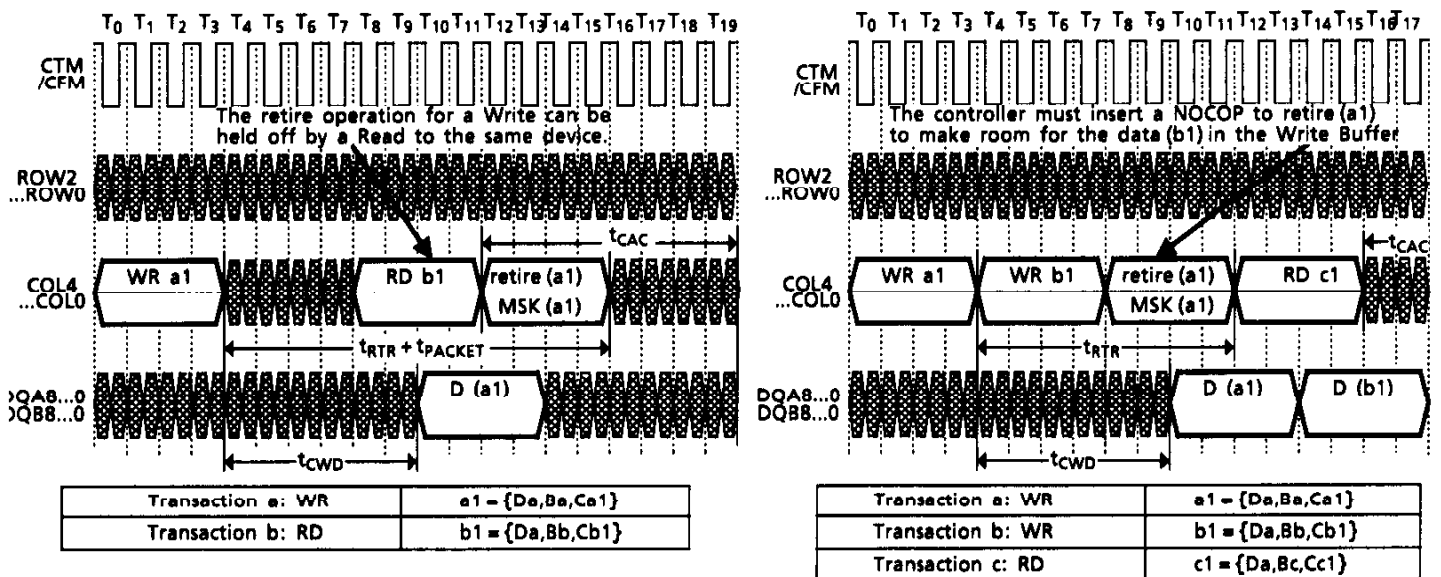 T0 T1 T2 T3 T4 T5 T6 T7 T8 T9 T10 T11 T12 T13 T14 T15 T16 T17 T18 T19
CTM
/CFM
The retire operation for a Write can be
held off by a Read to the same device.
ROW2
...ROW0
tCAC
COL4
...COL0
WR a1
RD b1
retire (a1)
MSK (a1)
tRTR + tPACKET
DQA8...0
DQB8...0
D (a1)
tCWD
Transaction a: WR a1 = {Da,Ba,Ca1}
Transaction b: RD b1 = {Da,Bb,Cb1}
T0 T1 T2 T3 T4 T5 T6 T7 T8 T9 T10 T11 T12 T13 T14 T15 T16 T17
CTM
/CFM
The controller must insert a NOCOP to retire (a1)
to make room for the data (b1) in the Write Buffer
ROW2
...ROW0
tCAC
COL4
...COL0
WR a1
WR b1
retire (a1)
MSK (a1)
RD c1
tRTR
DQA8...0
DQB8...0
D (a1)
D (b1)
tCWD
Transaction a: WR a1 = {Da,Ba,Ca1}
Transaction b: WR b1 = {Da,Bb,Cb1}
Transaction c: RD c1 = {Da,Bc,Cc1}